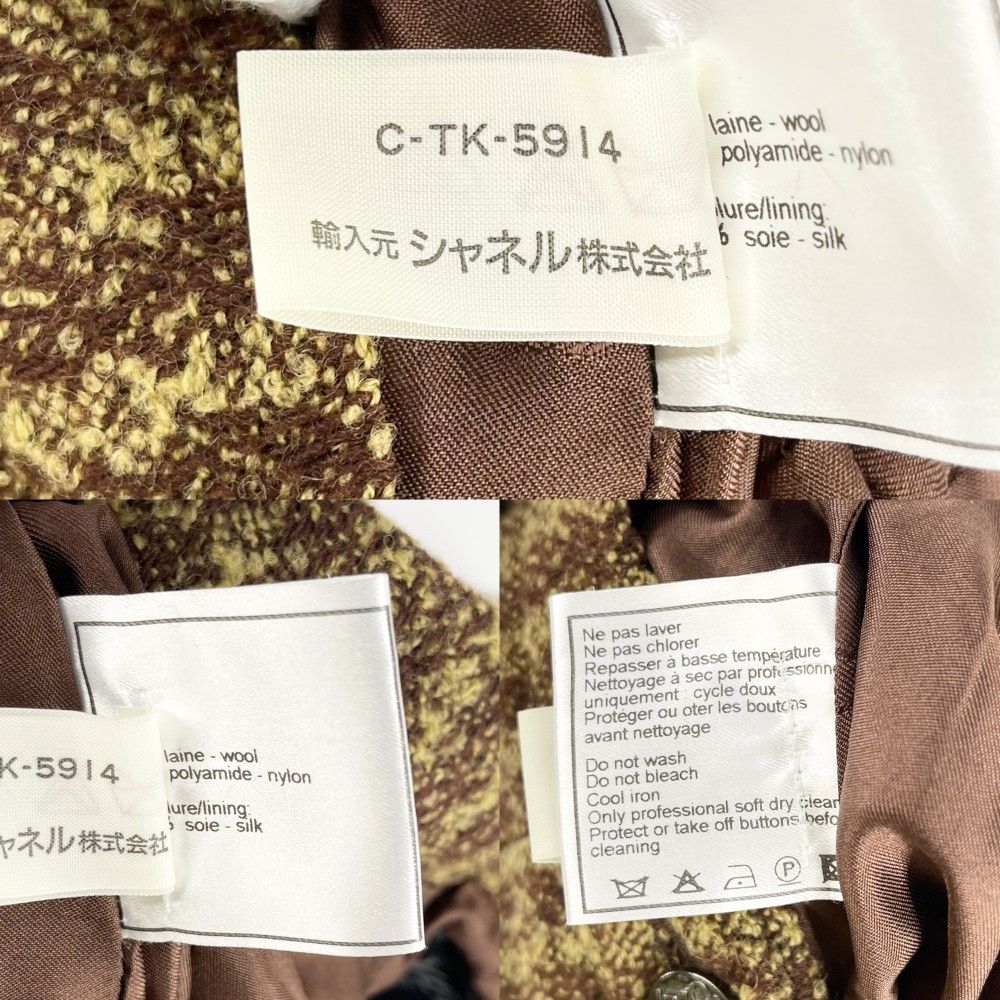 C-TK-5914
輸入元 シャネル株式会社
laine - wool
polyamide - nylon
lure/lining:
% soie - silk
K-5914
ャネル株式会社
laine - wool
polyamide - nylon
lure/lining:
% soie - silk
Ne pas laver
Ne pas chlorer
Repasser à basse température
Nettoyage à sec par professionne
uniquement : cycle doux
Protéger ou oter les boutons
avant nettoyage
Do not wash
Do not bleach
Cool iron
Only professional soft dry clean
Protect or take off buttons before
cleaning
P